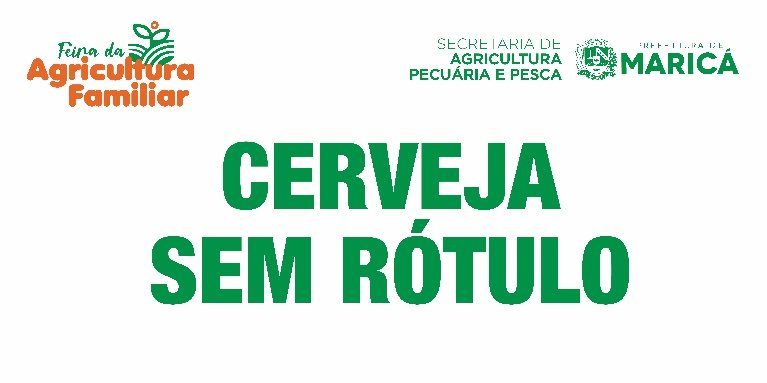 Feira da
Agricultura
Familiar
SECRETARIA DE
AGRICULTURA
PECUÁRIA E PESCA
PREFEITURA DE
MARICÁ
CERVEJA
SEM RÓTULO